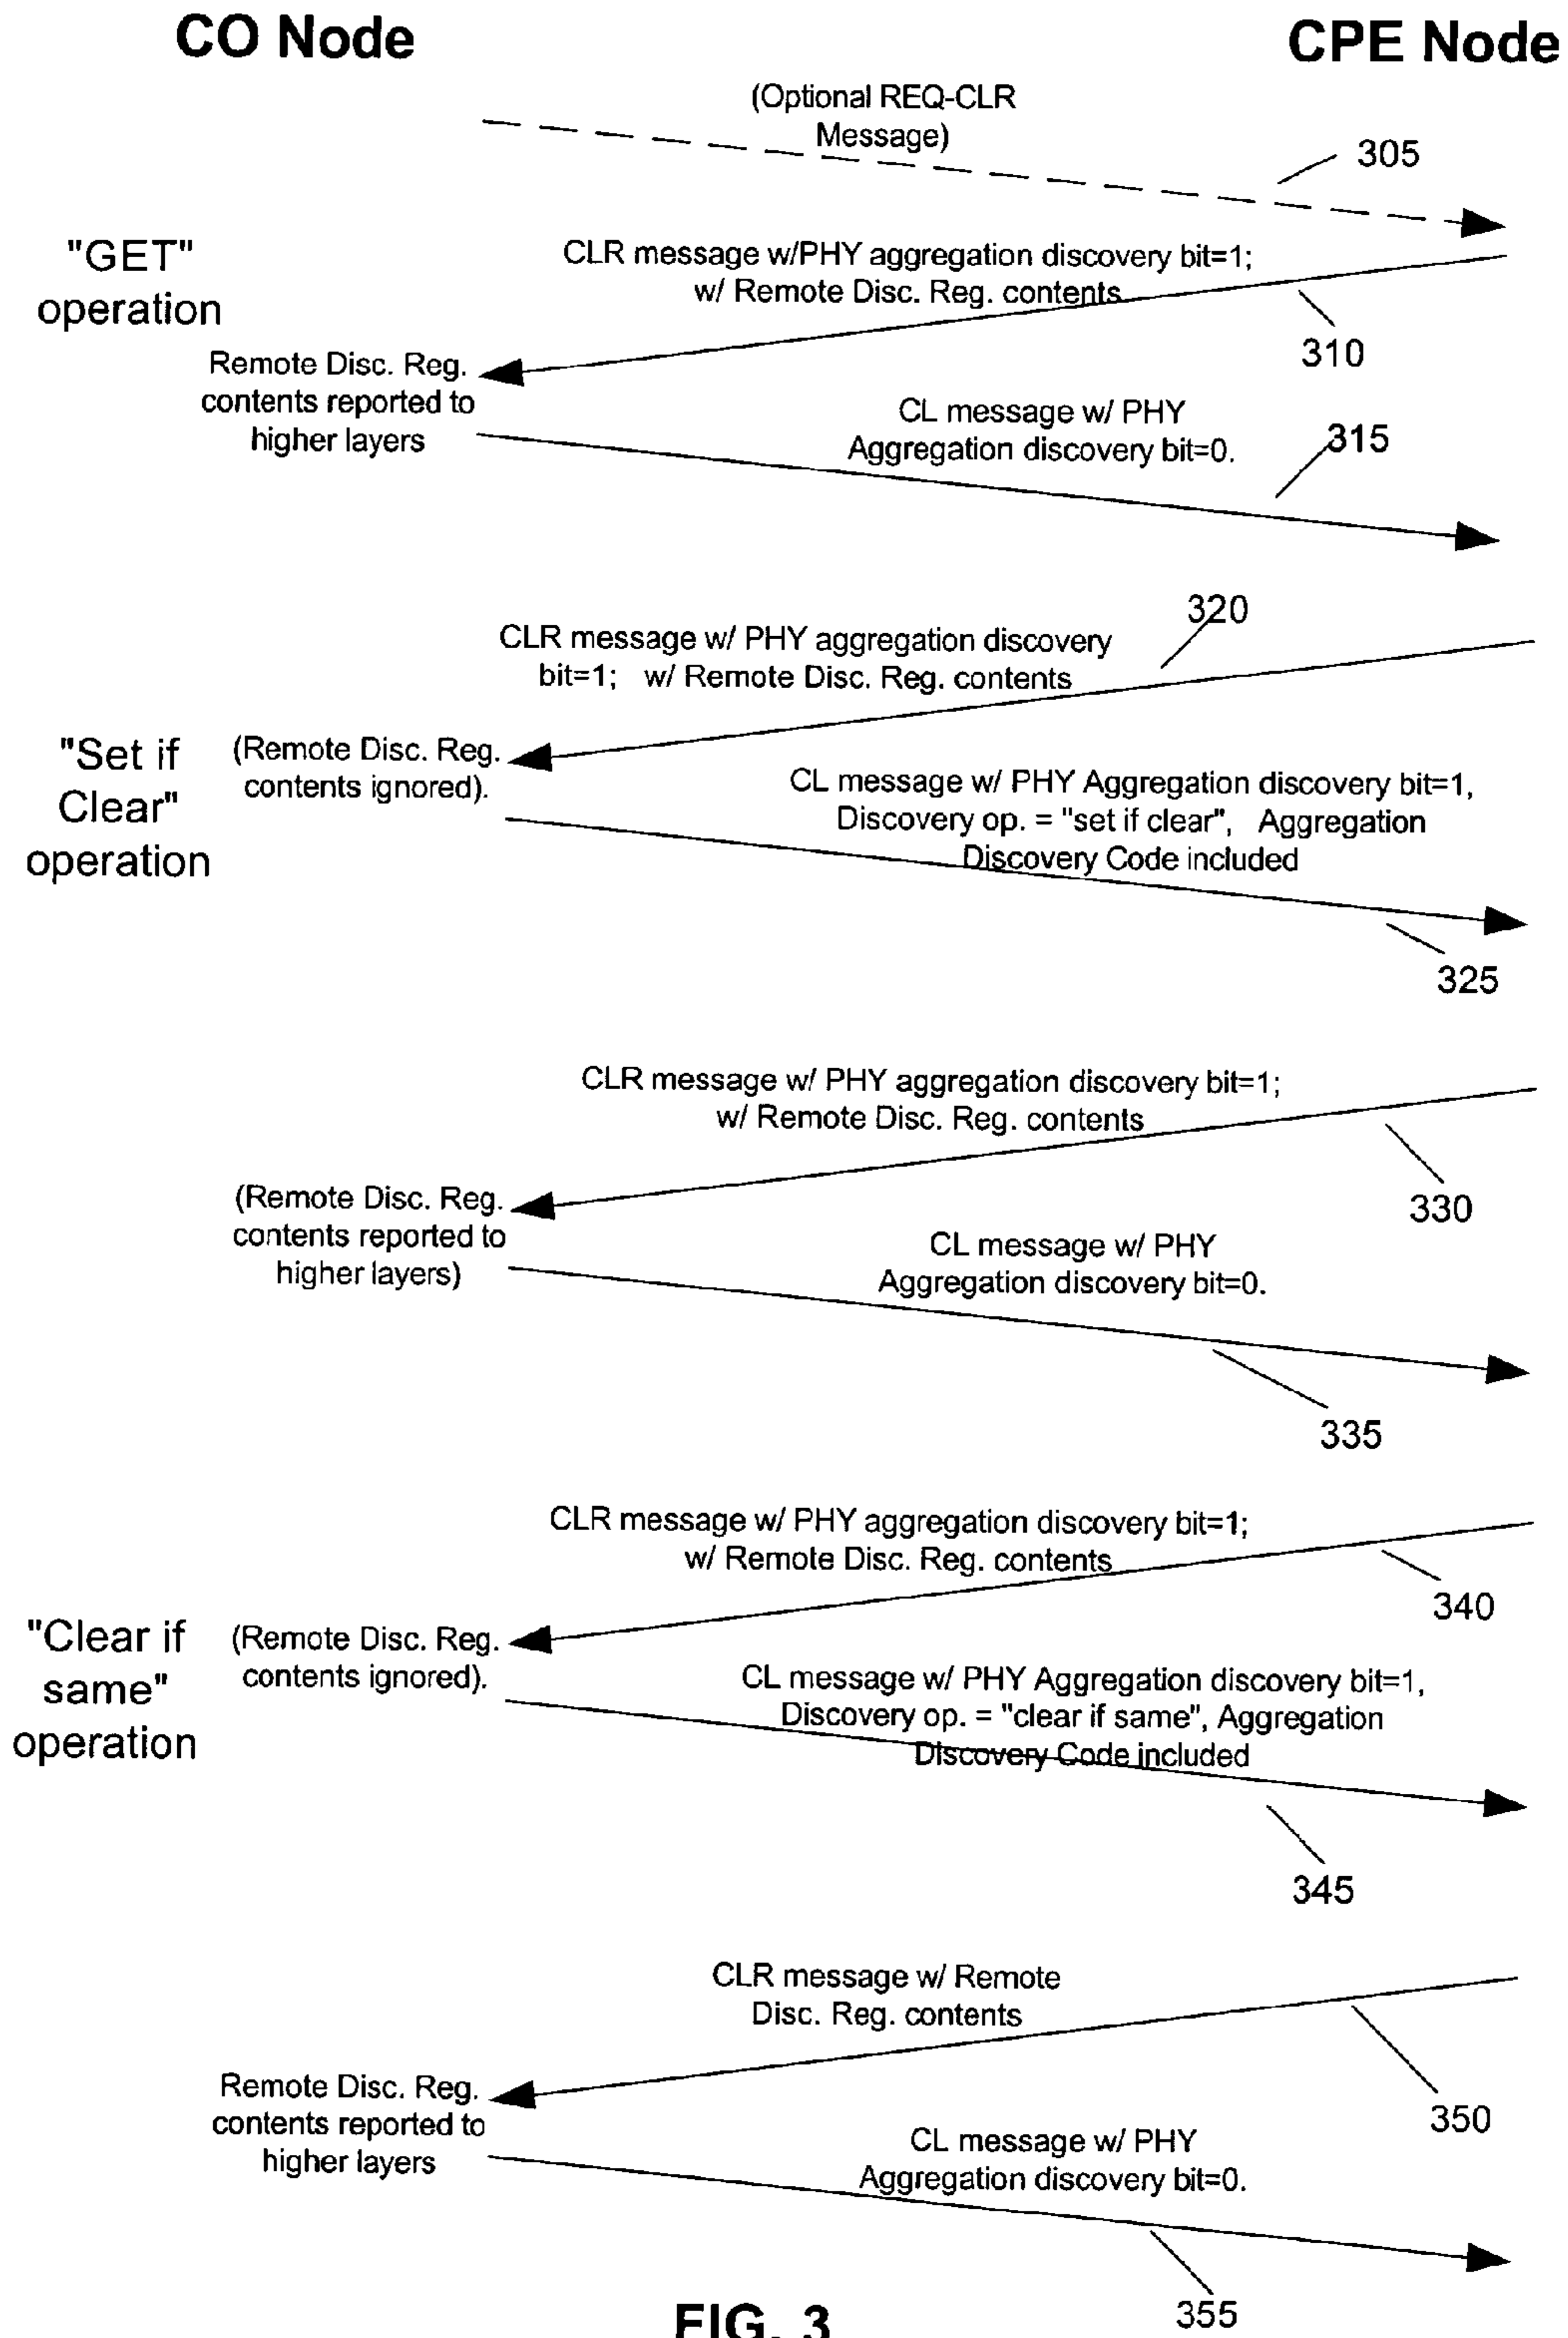 CO Node
CPE Node
(Optional REQ-CLR
Message)
305
"GET"
operation
CLR message w/PHY aggregation discovery bit=1;
w/ Remote Disc. Reg. contents
310
Remote Disc. Reg.
contents reported to
higher layers
CL message w/ PHY
Aggregation discovery bit=0.
315
320
CLR message w/ PHY aggregation discovery
bit=1; w/ Remote Disc. Reg. contents
"Set if
Clear"
operation
(Remote Disc. Reg.
contents ignored).
CL message w/ PHY Aggregation discovery bit=1,
Discovery op. = "set if clear", Aggregation
Discovery Code included
325
CLR message w/ PHY aggregation discovery bit=1;
w/ Remote Disc. Reg. contents
330
(Remote Disc. Reg.
contents reported to
higher layers)
CL message w/ PHY
Aggregation discovery bit=0.
335
CLR message w/ PHY aggregation discovery bit=1;
w/ Remote Disc. Reg. contents
340
"Clear if
same"
operation
(Remote Disc. Reg.
contents ignored).
CL message w/ PHY Aggregation discovery bit=1,
Discovery op. = "clear if same", Aggregation
Discovery Code included
345
CLR message w/ Remote
Disc. Reg. contents
350
Remote Disc. Reg.
contents reported to
higher layers
CL message w/ PHY
Aggregation discovery bit=0.
355
FIG. 3